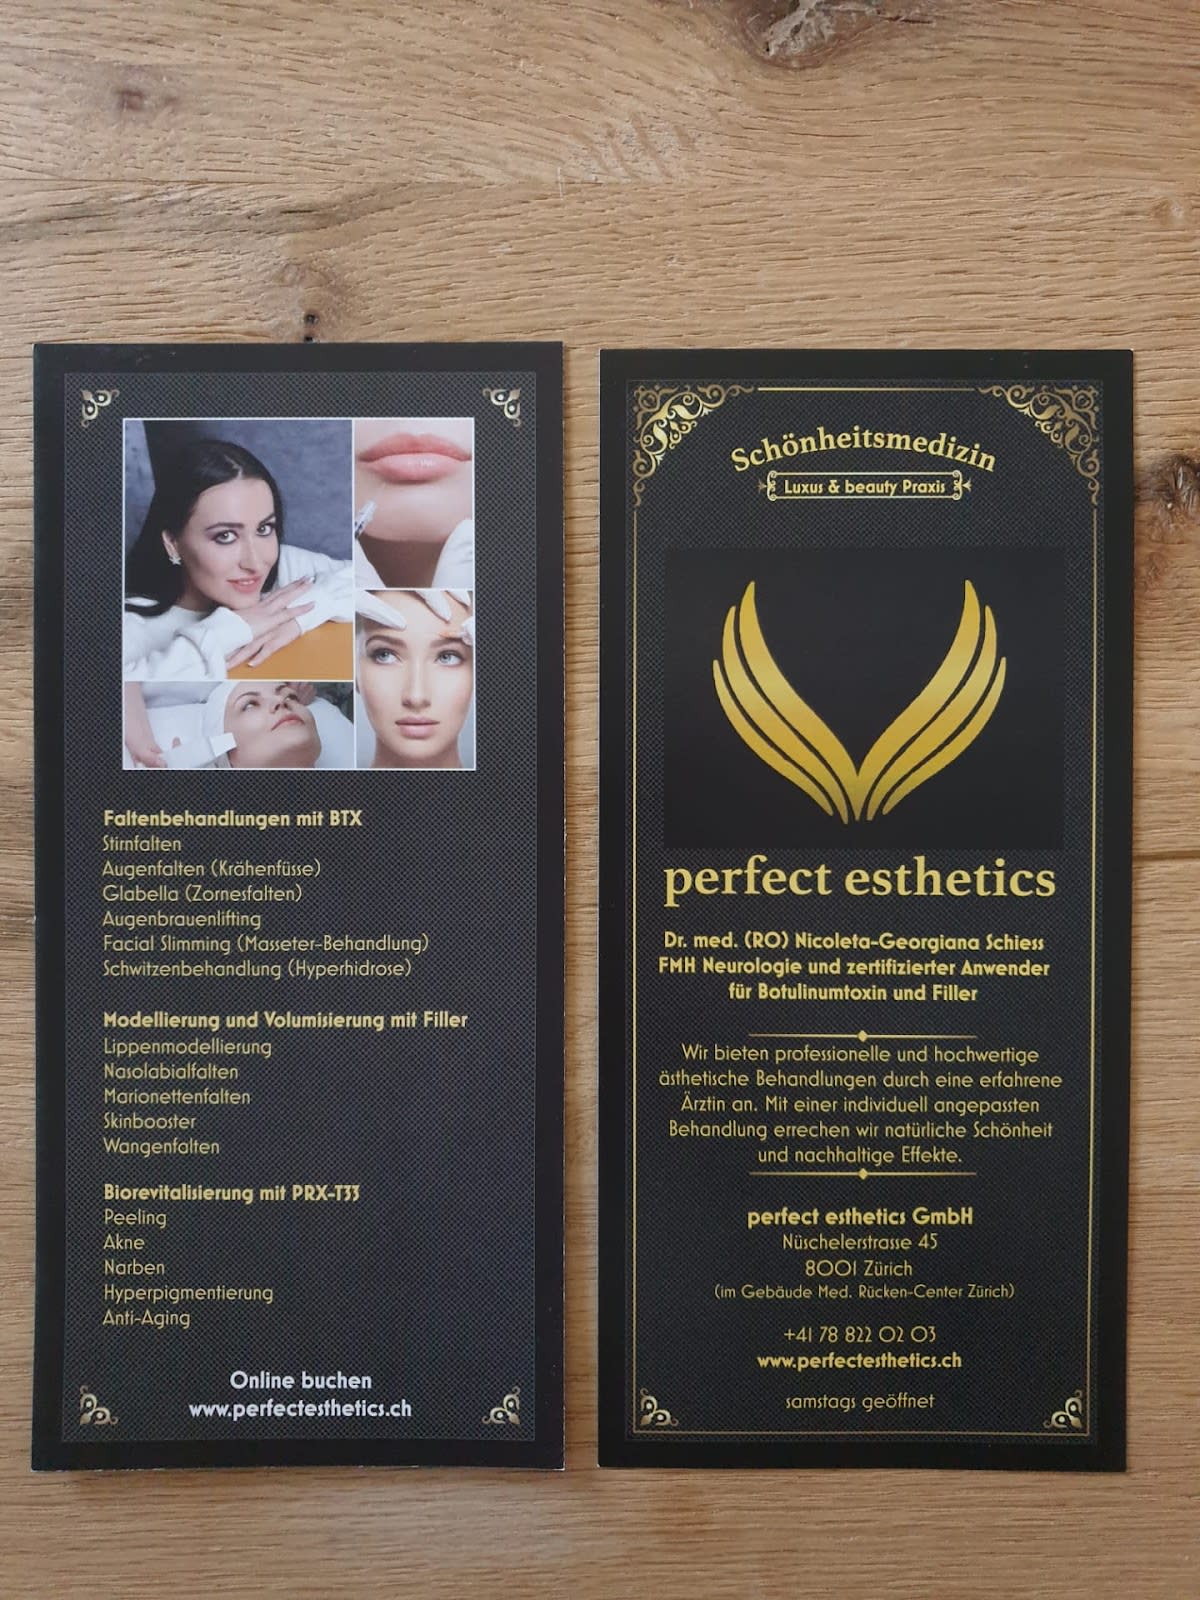 Faltenbehandlungen mit BTX
Stirnfalten
Augenfalten (Krähenfüsse)
Glabella (Zornesfalten)
Augenbrauenlifting
Facial Slimming (Masseter-Behandlung)
Schwitzenbehandlung (Hyperhidrose)
Modellierung und Volumisierung mit Filler
Lippenmodellierung
Nasolabialfalten
Marionettenfalten
Skinbooster
Wangenfalten
Biorevitalisierung mit PRX-T33
Peeling
Akne
Narben
Hyperpigmentierung
Anti-Aging
Online buchen
www.perfectesthetics.ch
Schönheitsmedizin
Luxus & beauty Praxis
perfect esthetics
Dr. med. (RO) Nicoleta-Georgiana Schiess
FMH Neurologie und zertifizierter Anwender
für Botulinumtoxin und Filler
Wir bieten professionelle und hochwertige
ästhetische Behandlungen durch eine erfahrene
Ärztin an. Mit einer individuell angepassten
Behandlung errechen wir natürliche Schönheit
und nachhaltige Effekte.
perfect esthetics GmbH
Nüschelerstrasse 45
8001 Zürich
(im Gebäude Med. Rücken-Center Zürich)
+41 78 822 02 03
www.perfectesthetics.ch
samstags geöffnet